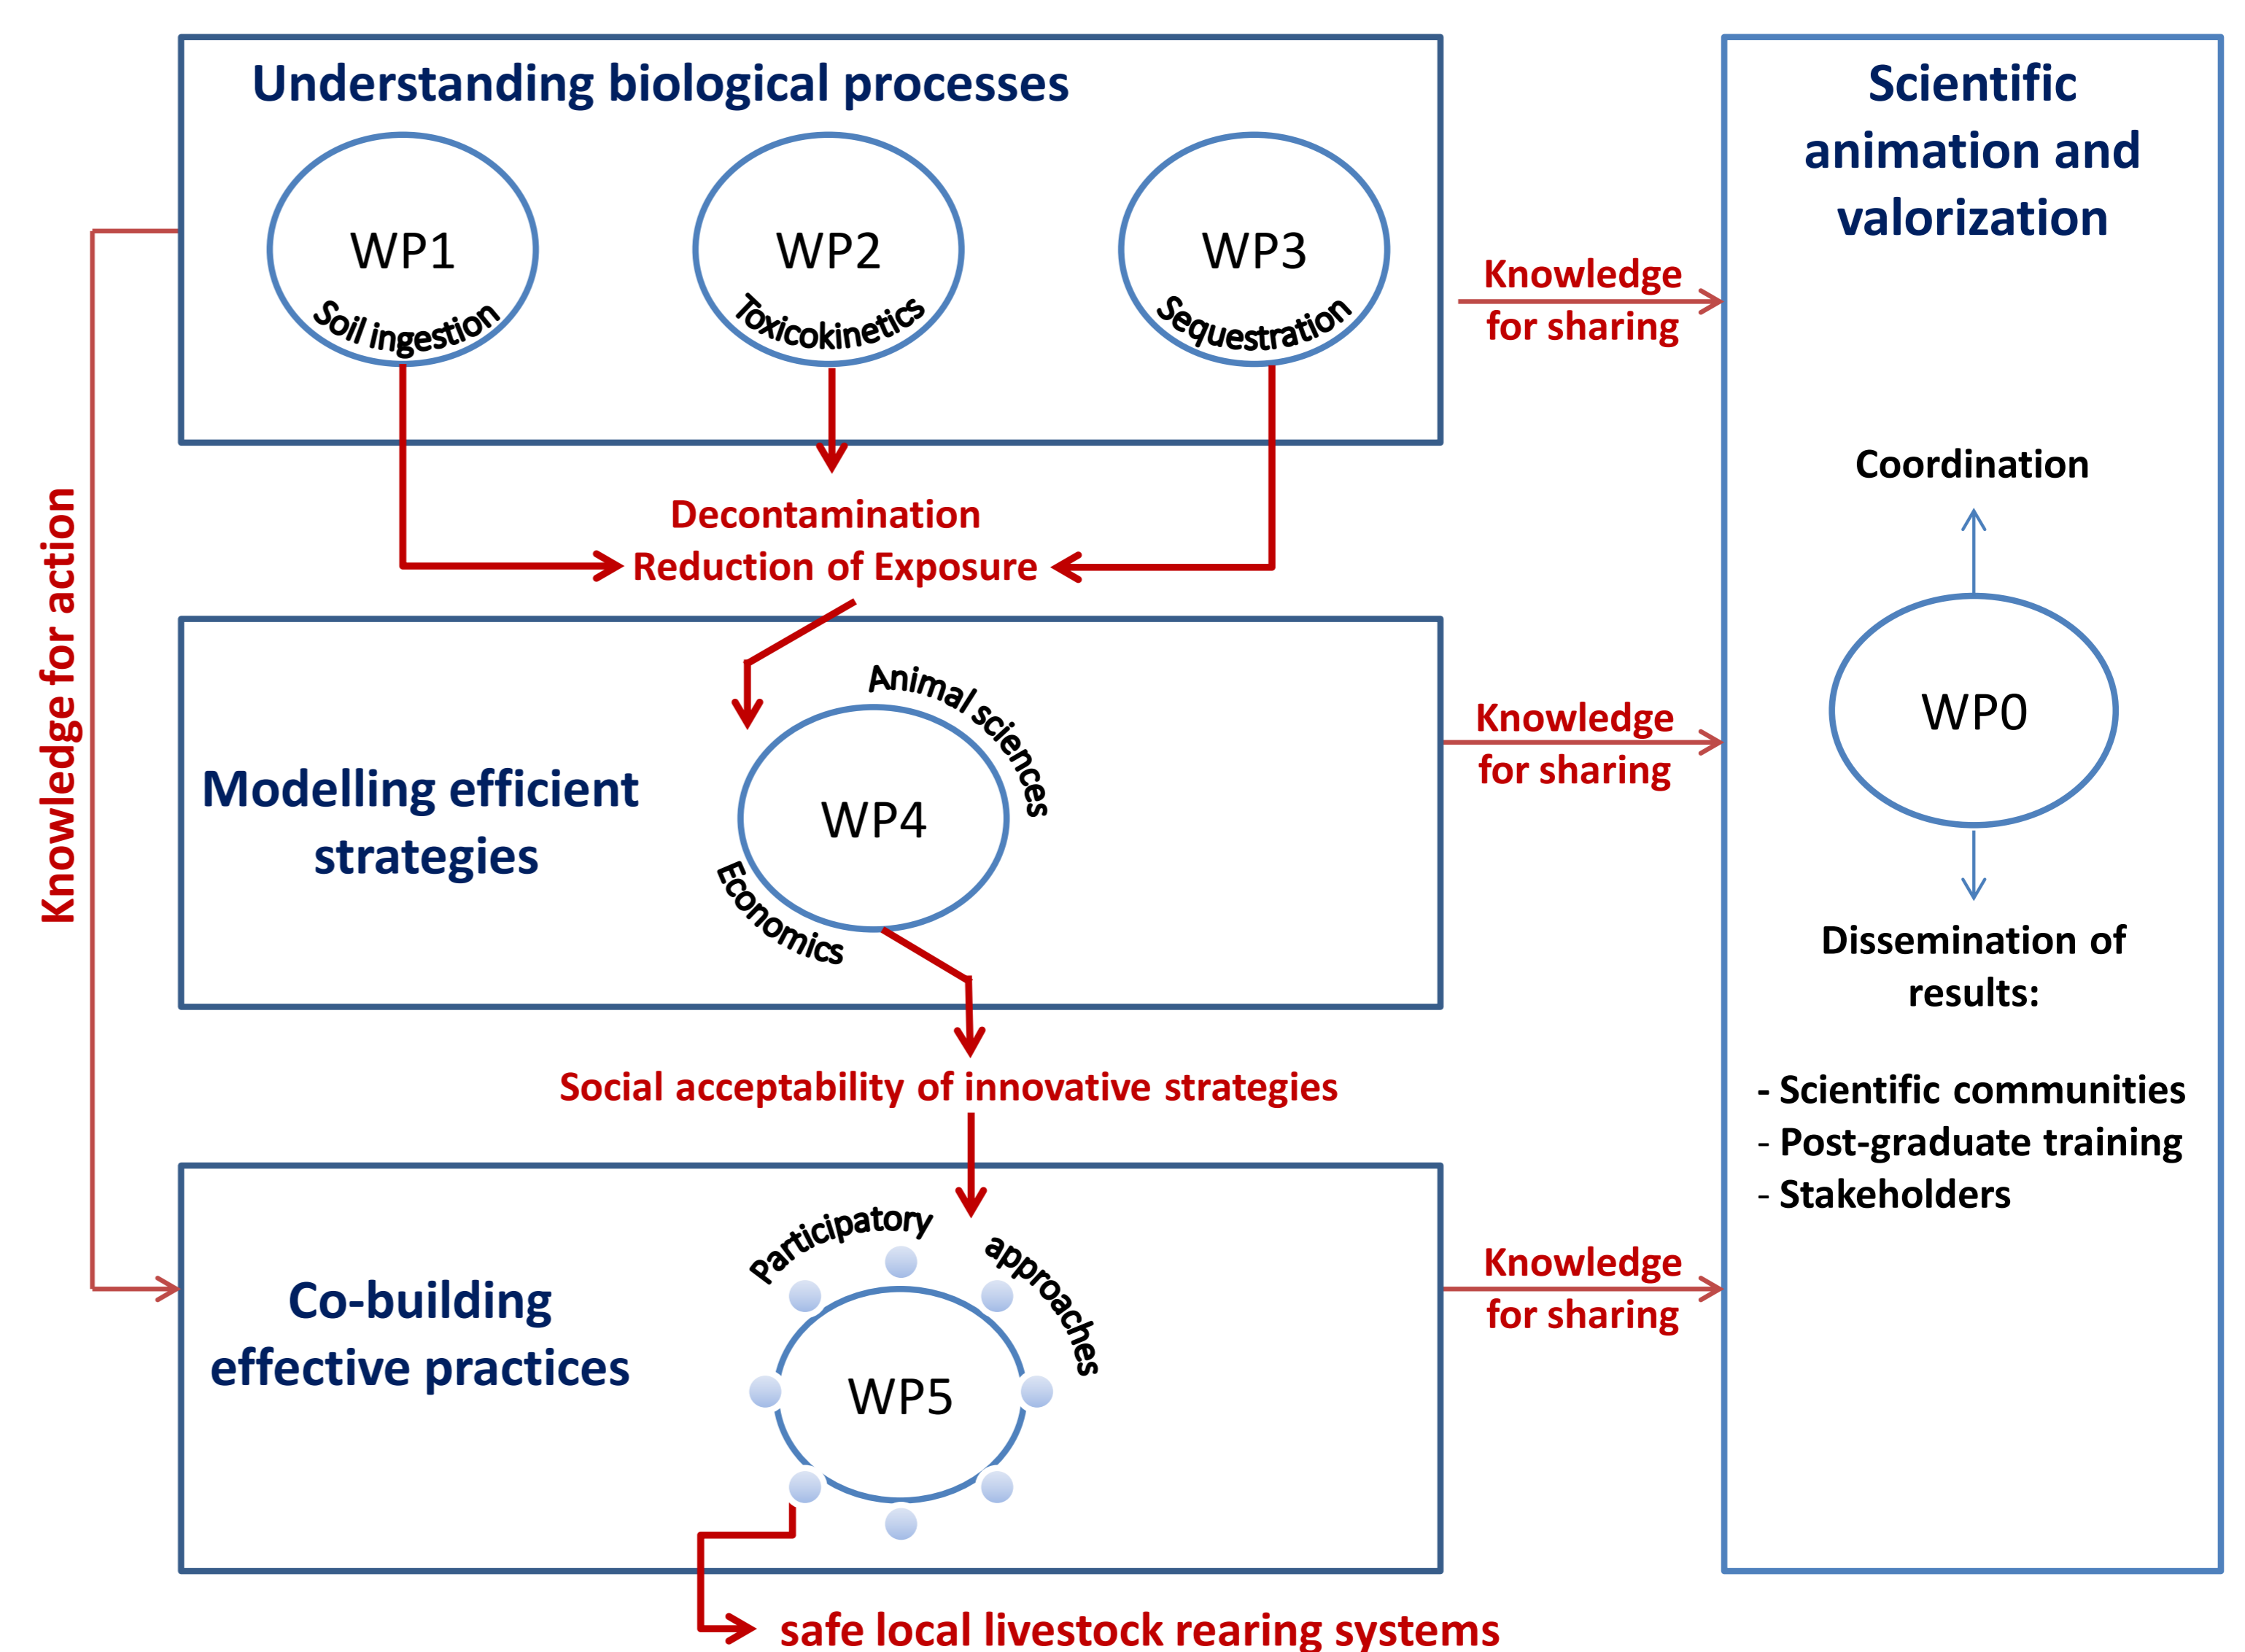 Understanding biological processes
WP1
Soil ingestion
WP2
Toxicokinetics
WP3
Sequestration
Knowledge
for sharing
Scientific
animation and
valorization
Knowledge for action
Decontamination
Reduction of Exposure
Modelling efficient
strategies
Animal sciences
WP4
Economics
Knowledge
for sharing
Coordination
WP0
Dissemination of
results:
- Scientific communities
- Post-graduate training
- Stakeholders
Social acceptability of innovative strategies
Co-building
effective practices
Participatory approaches
WP5
Knowledge
for sharing
safe local livestock rearing systems